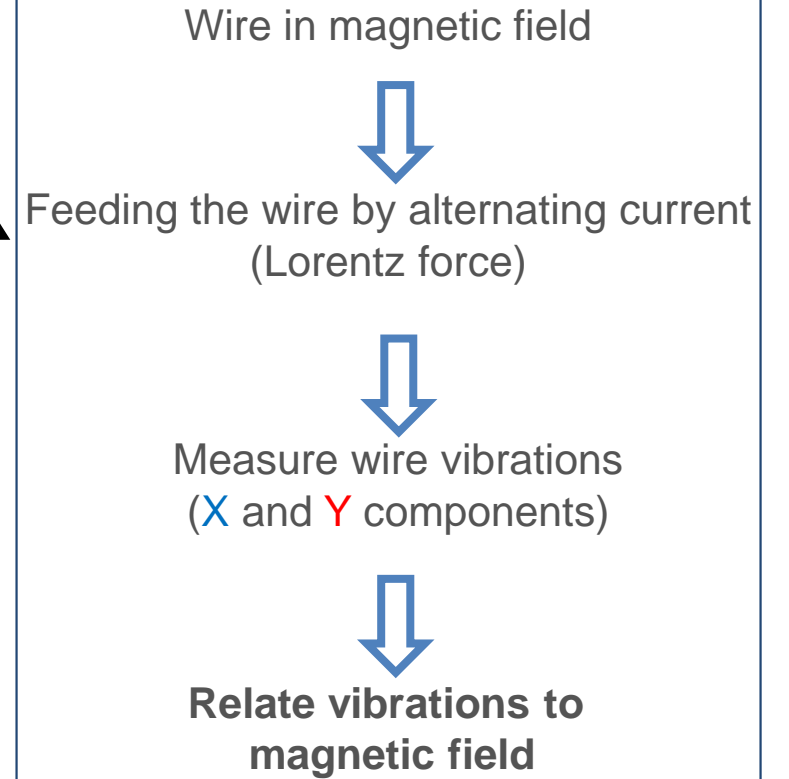 Wire in magnetic field
Feeding the wire by alternating current
(Lorentz force)
Measure wire vibrations
(X and Y components)
Relate vibrations to
magnetic field